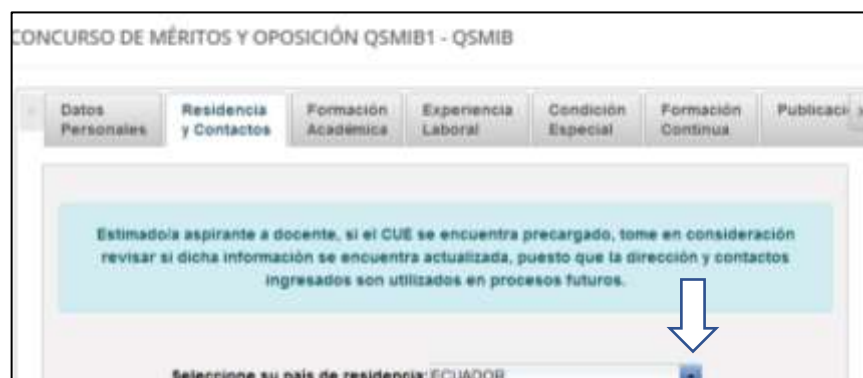 CONCURSO DE MÉRITOS Y OPOSICIÓN QSMIB1 - QSMIB
Datos Personales
Residencia y Contactos
Formación Académica
Experiencia Laboral
Condición Especial
Formación Continua
Publicaci
Estimado/a aspirante a docente, si el CUE se encuentra precargado, tome en consideración
revisar si dicha información se encuentra actualizada, puesto que la dirección y contactos
ingresados son utilizados en procesos futuros.
Seleccione su país de residencia: ECUADOR